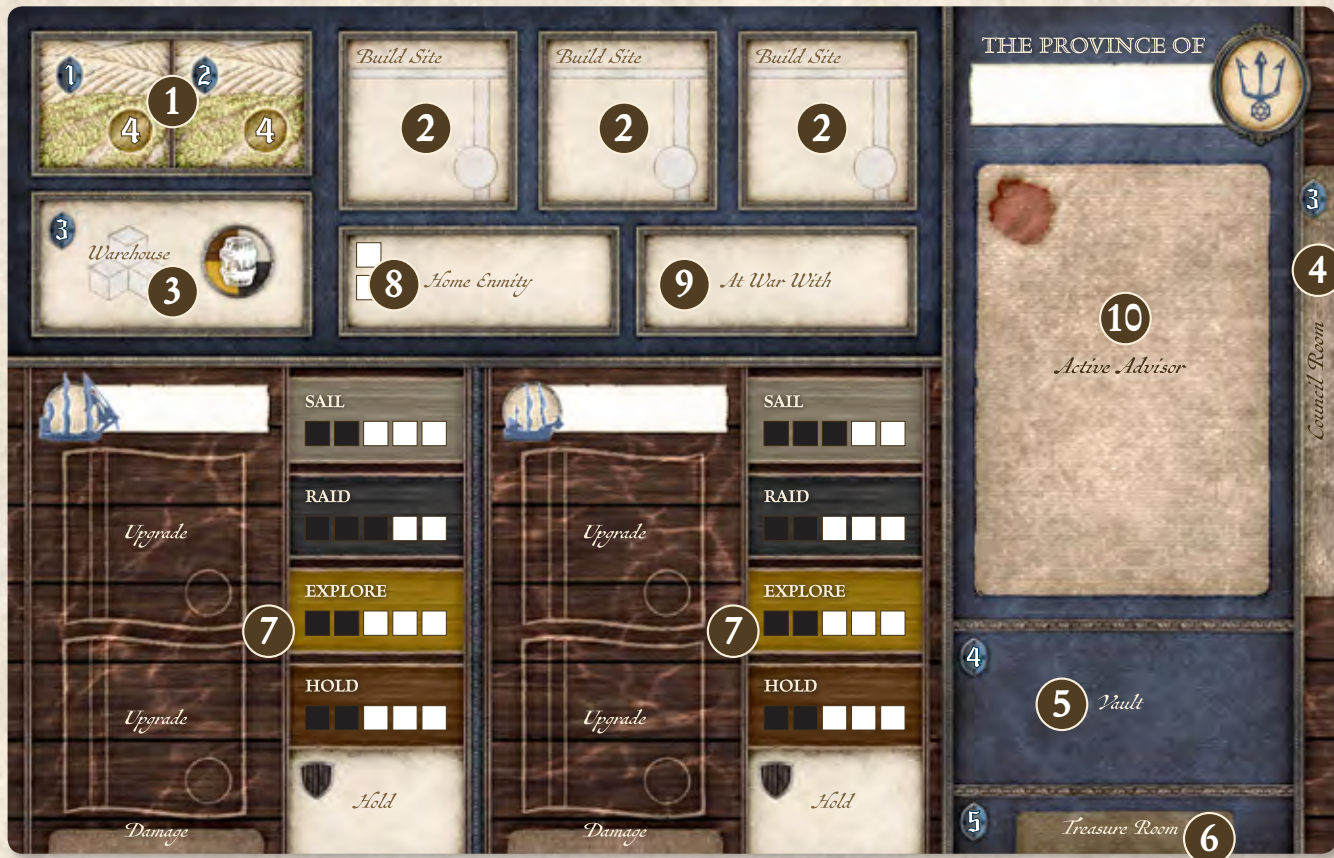 1
2
1
4
4
Build Site
Build Site
Build Site
2
2
2
3
Warehouse
3
8
Home Enmity
9
At War With
THE PROVINCE OF
10
Active Advisor
3
4
Council Room
SAIL
RAID
EXPLORE
HOLD
Upgrade
7
Upgrade
Hold
Damage
SAIL
RAID
EXPLORE
HOLD
Upgrade
7
Upgrade
Hold
Damage
4
5
Vault
5
Treasure Room
6